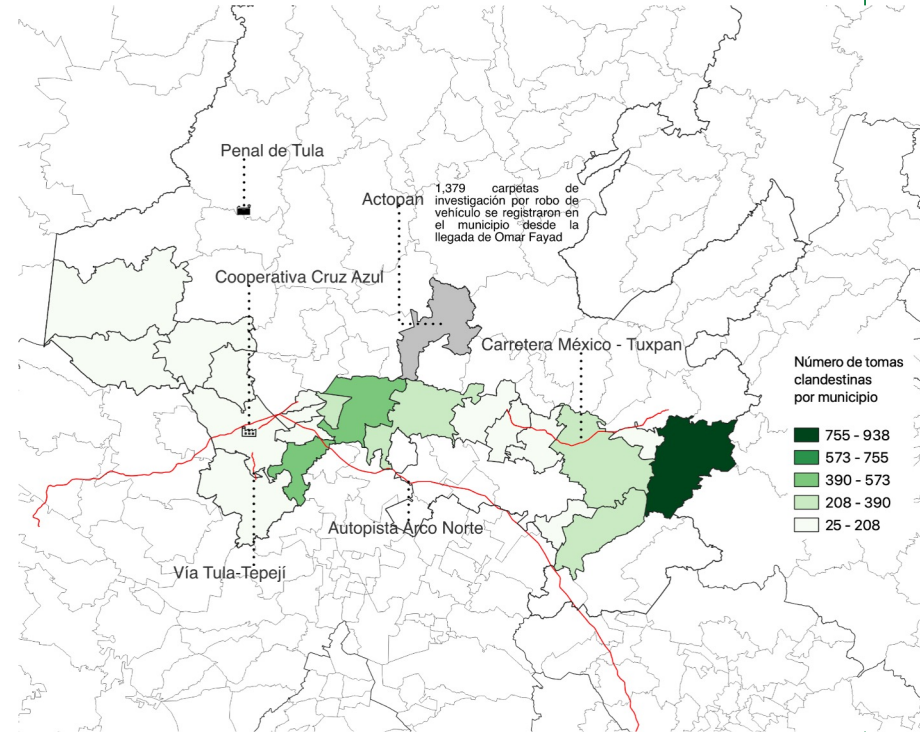 Penal de Tula
Actopan
1,379 carpetas de
investigación por robo de
vehículo se registraron en
el municipio desde la
llegada de Omar Fayad
Cooperativa Cruz Azul
Carretera México - Tuxpan
Número de tomas
clandestinas
por municipio
755 - 938
573 - 755
390 - 573
208 - 390
25 - 208
Autopista Arco Norte
Vía Tula-Tepejí